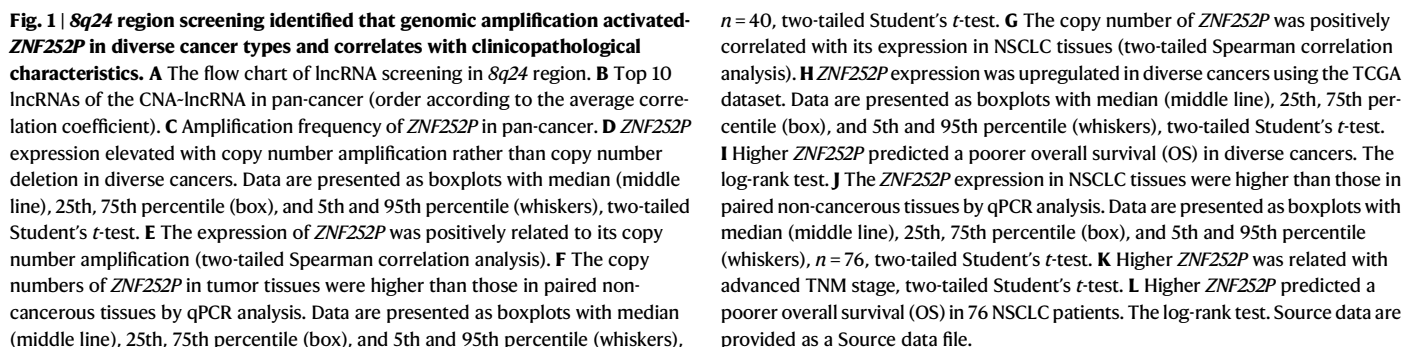 Fig. 1 | 8q24 region screening identified that genomic amplification activated-
ZNF252P in diverse cancer types and correlates with clinicopathological
characteristics. A The flow chart of lncRNA screening in 8q24 region. B Top 10
lncRNAs of the CNA-lncRNA in pan-cancer (order according to the average corre-
lation coefficient). C Amplification frequency of ZNF252P in pan-cancer. D ZNF252P
expression elevated with copy number amplification rather than copy number
deletion in diverse cancers. Data are presented as boxplots with median (middle
line), 25th, 75th percentile (box), and 5th and 95th percentile (whiskers), two-tailed
Student's t-test. E The expression of ZNF252P was positively related to its copy
number amplification (two-tailed Spearman correlation analysis). F The copy
numbers of ZNF252P in tumor tissues were higher than those in paired non-
cancerous tissues by qPCR analysis. Data are presented as boxplots with median
(middle line), 25th, 75th percentile (box), and 5th and 95th percentile (whiskers),
n = 40, two-tailed Student's t-test. G The copy number of ZNF252P was positively
correlated with its expression in NSCLC tissues (two-tailed Spearman correlation
analysis). H ZNF252P expression was upregulated in diverse cancers using the TCGA
dataset. Data are presented as boxplots with median (middle line), 25th, 75th per-
centile (box), and 5th and 95th percentile (whiskers), two-tailed Student's t-test.
I Higher ZNF252P predicted a poorer overall survival (OS) in diverse cancers. The
log-rank test. J The ZNF252P expression in NSCLC tissues were higher than those in
paired non-cancerous tissues by qPCR analysis. Data are presented as boxplots with
median (middle line), 25th, 75th percentile (box), and 5th and 95th percentile
(whiskers), n = 76, two-tailed Student's t-test. K Higher ZNF252P was related with
advanced TNM stage, two-tailed Student's t-test. L Higher ZNF252P predicted a
poorer overall survival (OS) in 76 NSCLC patients. The log-rank test. Source data are
provided as a Source data file.